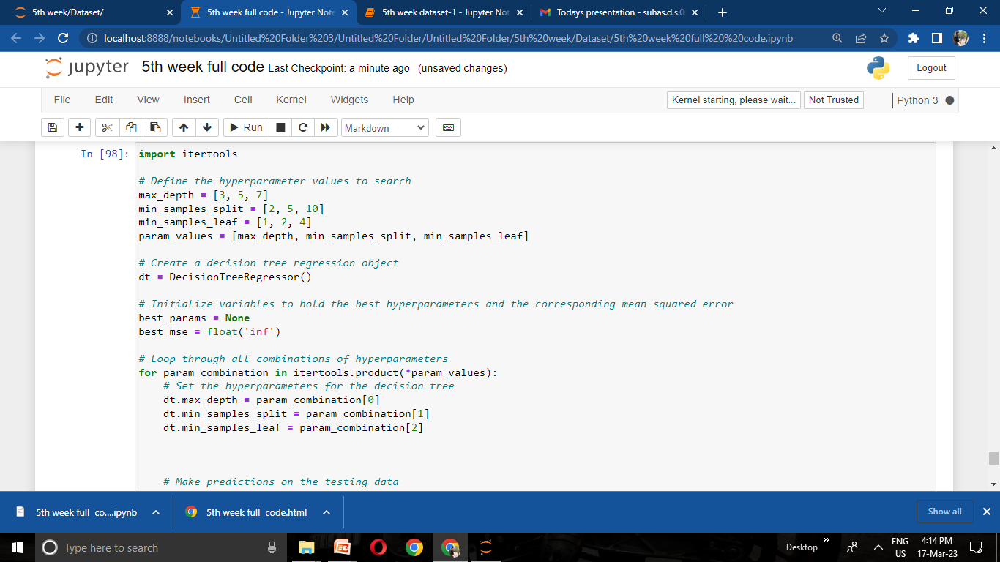 5th week/Dataset/
5th week full code - Jupyter Note
5th week dataset-1 - Jupyter Not
Todays presentation - suhas.d.s.0
localhost:8888/notebooks/Untitled%20Folder%203/Untitled%20Folder/Untitled%20Folder/5th%20week/Dataset/5th%20week%20full%20%20code.ipynb
jupyter 5th week full code Last Checkpoint: a minute ago (unsaved changes)
Logout
File Edit View Insert Cell Kernel Widgets Help
Kernel starting, please wait... Not Trusted Python 3
Run Markdown
In [98]: import itertools
# Define the hyperparameter values to search
max_depth = [3, 5, 7]
min_samples_split = [2, 5, 10]
min_samples_leaf = [1, 2, 4]
param_values = [max_depth, min_samples_split, min_samples_leaf]
# Create a decision tree regression object
dt = DecisionTreeRegressor()
# Initialize variables to hold the best hyperparameters and the corresponding mean squared error
best_params = None
best_mse = float('inf')
# Loop through all combinations of hyperparameters
for param_combination in itertools.product(*param_values):
    # Set the hyperparameters for the decision tree
    dt.max_depth = param_combination[0]
    dt.min_samples_split = param_combination[1]
    dt.min_samples_leaf = param_combination[2]
    # Make predictions on the testing data
5th week full co....ipynb
5th week full code.html
Show all
Type here to search
Desktop
ENG
US
4:14 PM
17-Mar-23